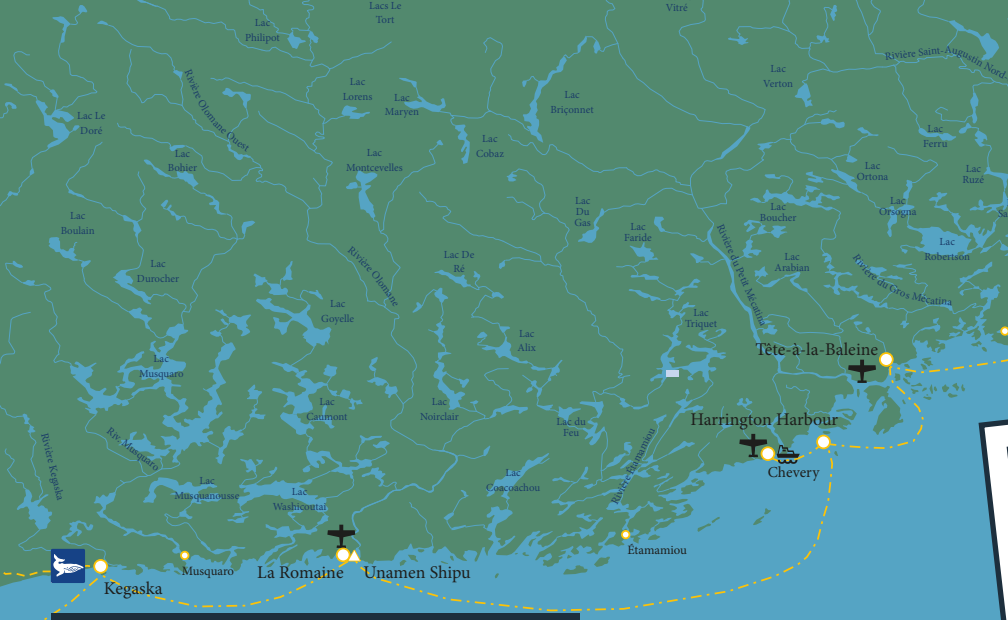 Lacs Le
Tort
Vitré
Lac
Philipot
Rivière Saint-Augustin Nord
Lac
Verton
Lac
Lorens
Lac
Maryen
Lac
Briçonnet
Rivière Olomane Ouest
Lac Le
Doré
Lac
Ferru
Lac
Cobaz
Lac
Bohier
Lac
Montcevelles
Lac
Ortona
Lac
Ruzé
Lac
Boulain
Lac
Du
Gas
Lac
Faride
Lac
Boucher
Lac
Orsogna
Sa
Lac
Robertson
Lac
Durocher
Rivière Olomane
Lac De
Ré
Rivière du Petit Mécatina
Lac
Arabian
Rivière du Gros Mécatina
Lac
Goyelle
Lac
Alix
Lac
Triquet
Tête-à-la-Baleine
Lac
Musquaro
Lac
Caumont
Lac
Noirclair
Lac du
Feu
Harrington Harbour
Rivière Kegaska
Riv. Musquaro
Rivière Étamamiou
Chevery
Lac
Musquanousse
Lac
Washicoutai
Lac
Coacoachou
Étamamiou
Musquaro
La Romaine
Unamen Shipu
Kegaska